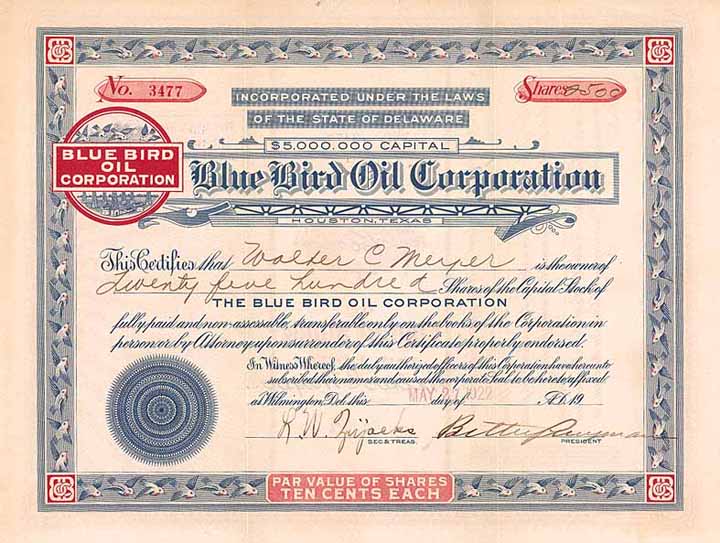 No. 3477
Shares 2500
INCORPORATED UNDER THE LAWS
OF THE STATE OF DELAWARE
$5,000,000 CAPITAL
BLUE BIRD
OIL
CORPORATION
Blue Bird Oil Corporation
HOUSTON, TEXAS
This Certifies that Walter C Meyer is the owner of
Twenty five hundred Shares of the Capital Stock of
THE BLUE BIRD OIL CORPORATION
fully paid and non-assessable, transferable only on the books of the Corporation in
person or by Attorney upon surrender of this Certificate properly endorsed.
In Witness Whereof, the duly authorized officers of this Corporation have hereunto
subscribed their names and caused the corporate Seal to be hereto affixed
at Wilmington, Del. this MAY 27 1922 day of A.D. 19
SEC & TREAS.
PRESIDENT
PAR VALUE OF SHARES
TEN CENTS EACH